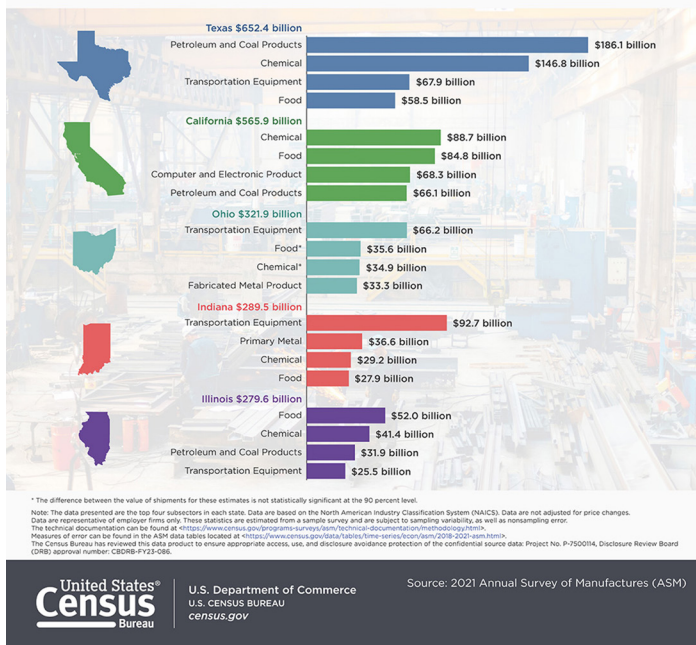 Texas $652.4 billion
Petroleum and Coal Products $186.1 billion
Chemical $146.8 billion
Transportation Equipment $67.9 billion
Food $58.5 billion
California $565.9 billion
Chemical $88.7 billion
Food $84.8 billion
Computer and Electronic Product $68.3 billion
Petroleum and Coal Products $66.1 billion
Ohio $321.9 billion
Transportation Equipment $66.2 billion
Food* $35.6 billion
Chemical* $34.9 billion
Fabricated Metal Product $33.3 billion
Indiana $289.5 billion
Transportation Equipment $92.7 billion
Primary Metal $36.6 billion
Chemical $29.2 billion
Food $27.9 billion
Illinois $279.6 billion
Food $52.0 billion
Chemical $41.4 billion
Petroleum and Coal Products $31.9 billion
Transportation Equipment $25.5 billion
* The difference between the value of shipments for these estimates is not statistically significant at the 90 percent level.
Note: The data presented are the top four subsectors in each state. Data are based on the North American Industry Classification System (NAICS). Data are not adjusted for price changes.
Data are representative of employer firms only. These statistics are estimated from a sample survey and are subject to sampling variability, as well as nonsampling error.
The technical documentation can be found at <https://www.census.gov/programs-surveys/asm/technical-documentation/methodology.html>.
Measures of error can be found in the ASM data tables located at <https://www.census.gov/data/tables/time-series/econ/asm/2018-2021-asm.html>.
The Census Bureau has reviewed this data product to ensure appropriate access, use, and disclosure avoidance protection of the confidential source data: Project No. P-7500114, Disclosure Review Board
(DRB) approval number: CBDRB-FY23-086.
United States®
Census
Bureau
U.S. Department of Commerce
U.S. CENSUS BUREAU
census.gov
Source: 2021 Annual Survey of Manufactures (ASM)